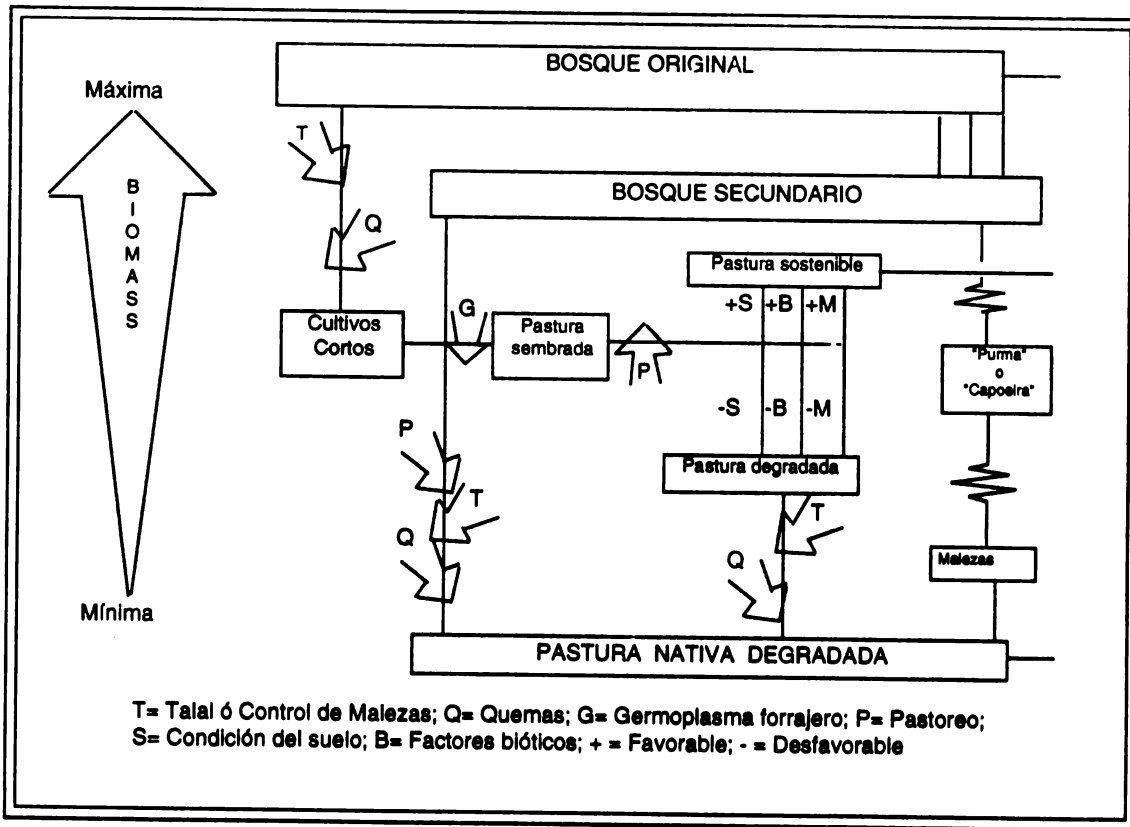 BOSQUE ORIGINAL
Máxima
T
B
I
O
M
A
S
S
BOSQUE SECUNDARIO
Q
Pastura sostenible
+S +B +M
G
Cultivos
Cortos
Pastura
sembrada
P
"Purma"
o
"Capoeira"
-S -B -M
P
Pastura degradada
T
T
Q
Q
Malezas
Mínima
PASTURA NATIVA DEGRADADA
T= Talal ó Control de Malezas; Q= Quemas; G= Germoplasma forrajero; P= Pastoreo;
S= Condición del suelo; B= Factores bióticos; + = Favorable; - = Desfavorable